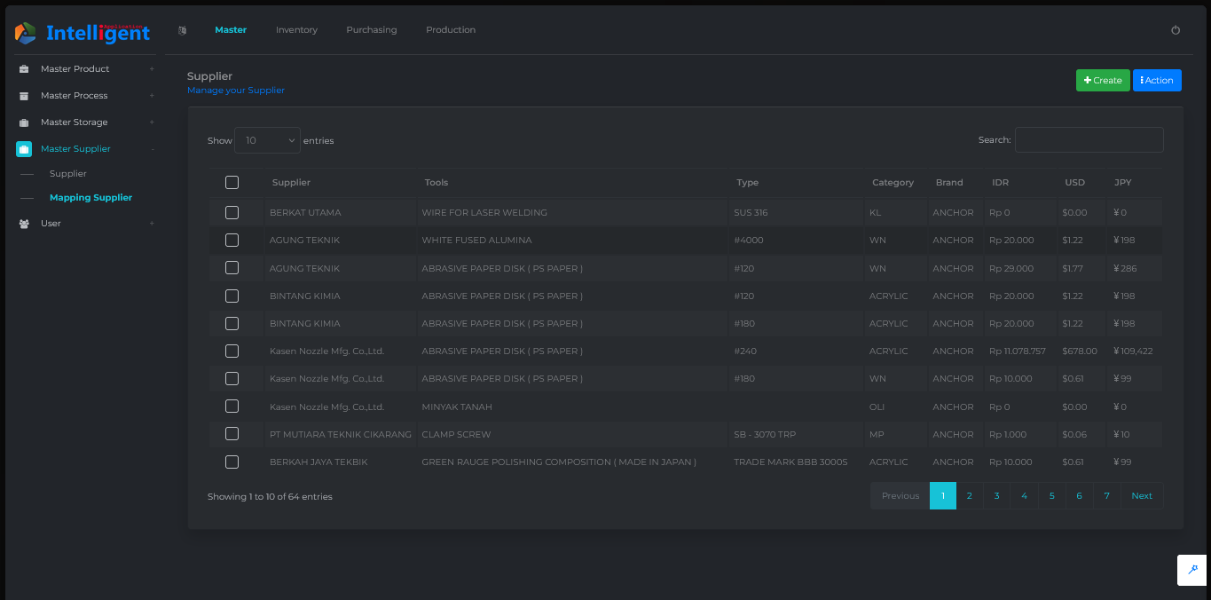 Intelligent Master Inventory Purchasing Production
Master Product +
Master Process +
Master Storage +
Master Supplier -
Supplier
Mapping Supplier
User +
Supplier
Manage your Supplier
Create Action
Show 10 entries Search:
Supplier Tools Type Category Brand IDR USD JPY
BERKAT UTAMA WIRE FOR LASER WELDING SUS 316 KL ANCHOR Rp 0 $0.00 ¥ 0
AGUNG TEKNIK WHITE FUSED ALUMINA #4000 WN ANCHOR Rp 20.000 $1.22 ¥ 198
AGUNG TEKNIK ABRASIVE PAPER DISK ( PS PAPER ) #120 WN ANCHOR Rp 29.000 $1.77 ¥ 286
BINTANG KIMIA ABRASIVE PAPER DISK ( PS PAPER ) #120 ACRYLIC ANCHOR Rp 20.000 $1.22 ¥ 198
BINTANG KIMIA ABRASIVE PAPER DISK ( PS PAPER ) #180 ACRYLIC ANCHOR Rp 20.000 $1.22 ¥ 198
Kasen Nozzle Mfg. Co.,Ltd. ABRASIVE PAPER DISK ( PS PAPER ) #240 ACRYLIC ANCHOR Rp 11.078.757 $678.00 ¥ 109,422
Kasen Nozzle Mfg. Co.,Ltd. ABRASIVE PAPER DISK ( PS PAPER ) #180 WN ANCHOR Rp 10.000 $0.61 ¥ 99
Kasen Nozzle Mfg. Co.,Ltd. MINYAK TANAH OLI ANCHOR Rp 0 $0.00 ¥ 0
PT MUTIARA TEKNIK CIKARANG CLAMP SCREW SB - 3070 TRP MP ANCHOR Rp 1.000 $0.06 ¥ 10
BERKAH JAYA TEKBIK GREEN RAUGE POLISHING COMPOSITION ( MADE IN JAPAN ) TRADE MARK BBB 3000S ACRYLIC ANCHOR Rp 10.000 $0.61 ¥ 99
Showing 1 to 10 of 64 entries Previous 1 2 3 4 5 6 7 Next